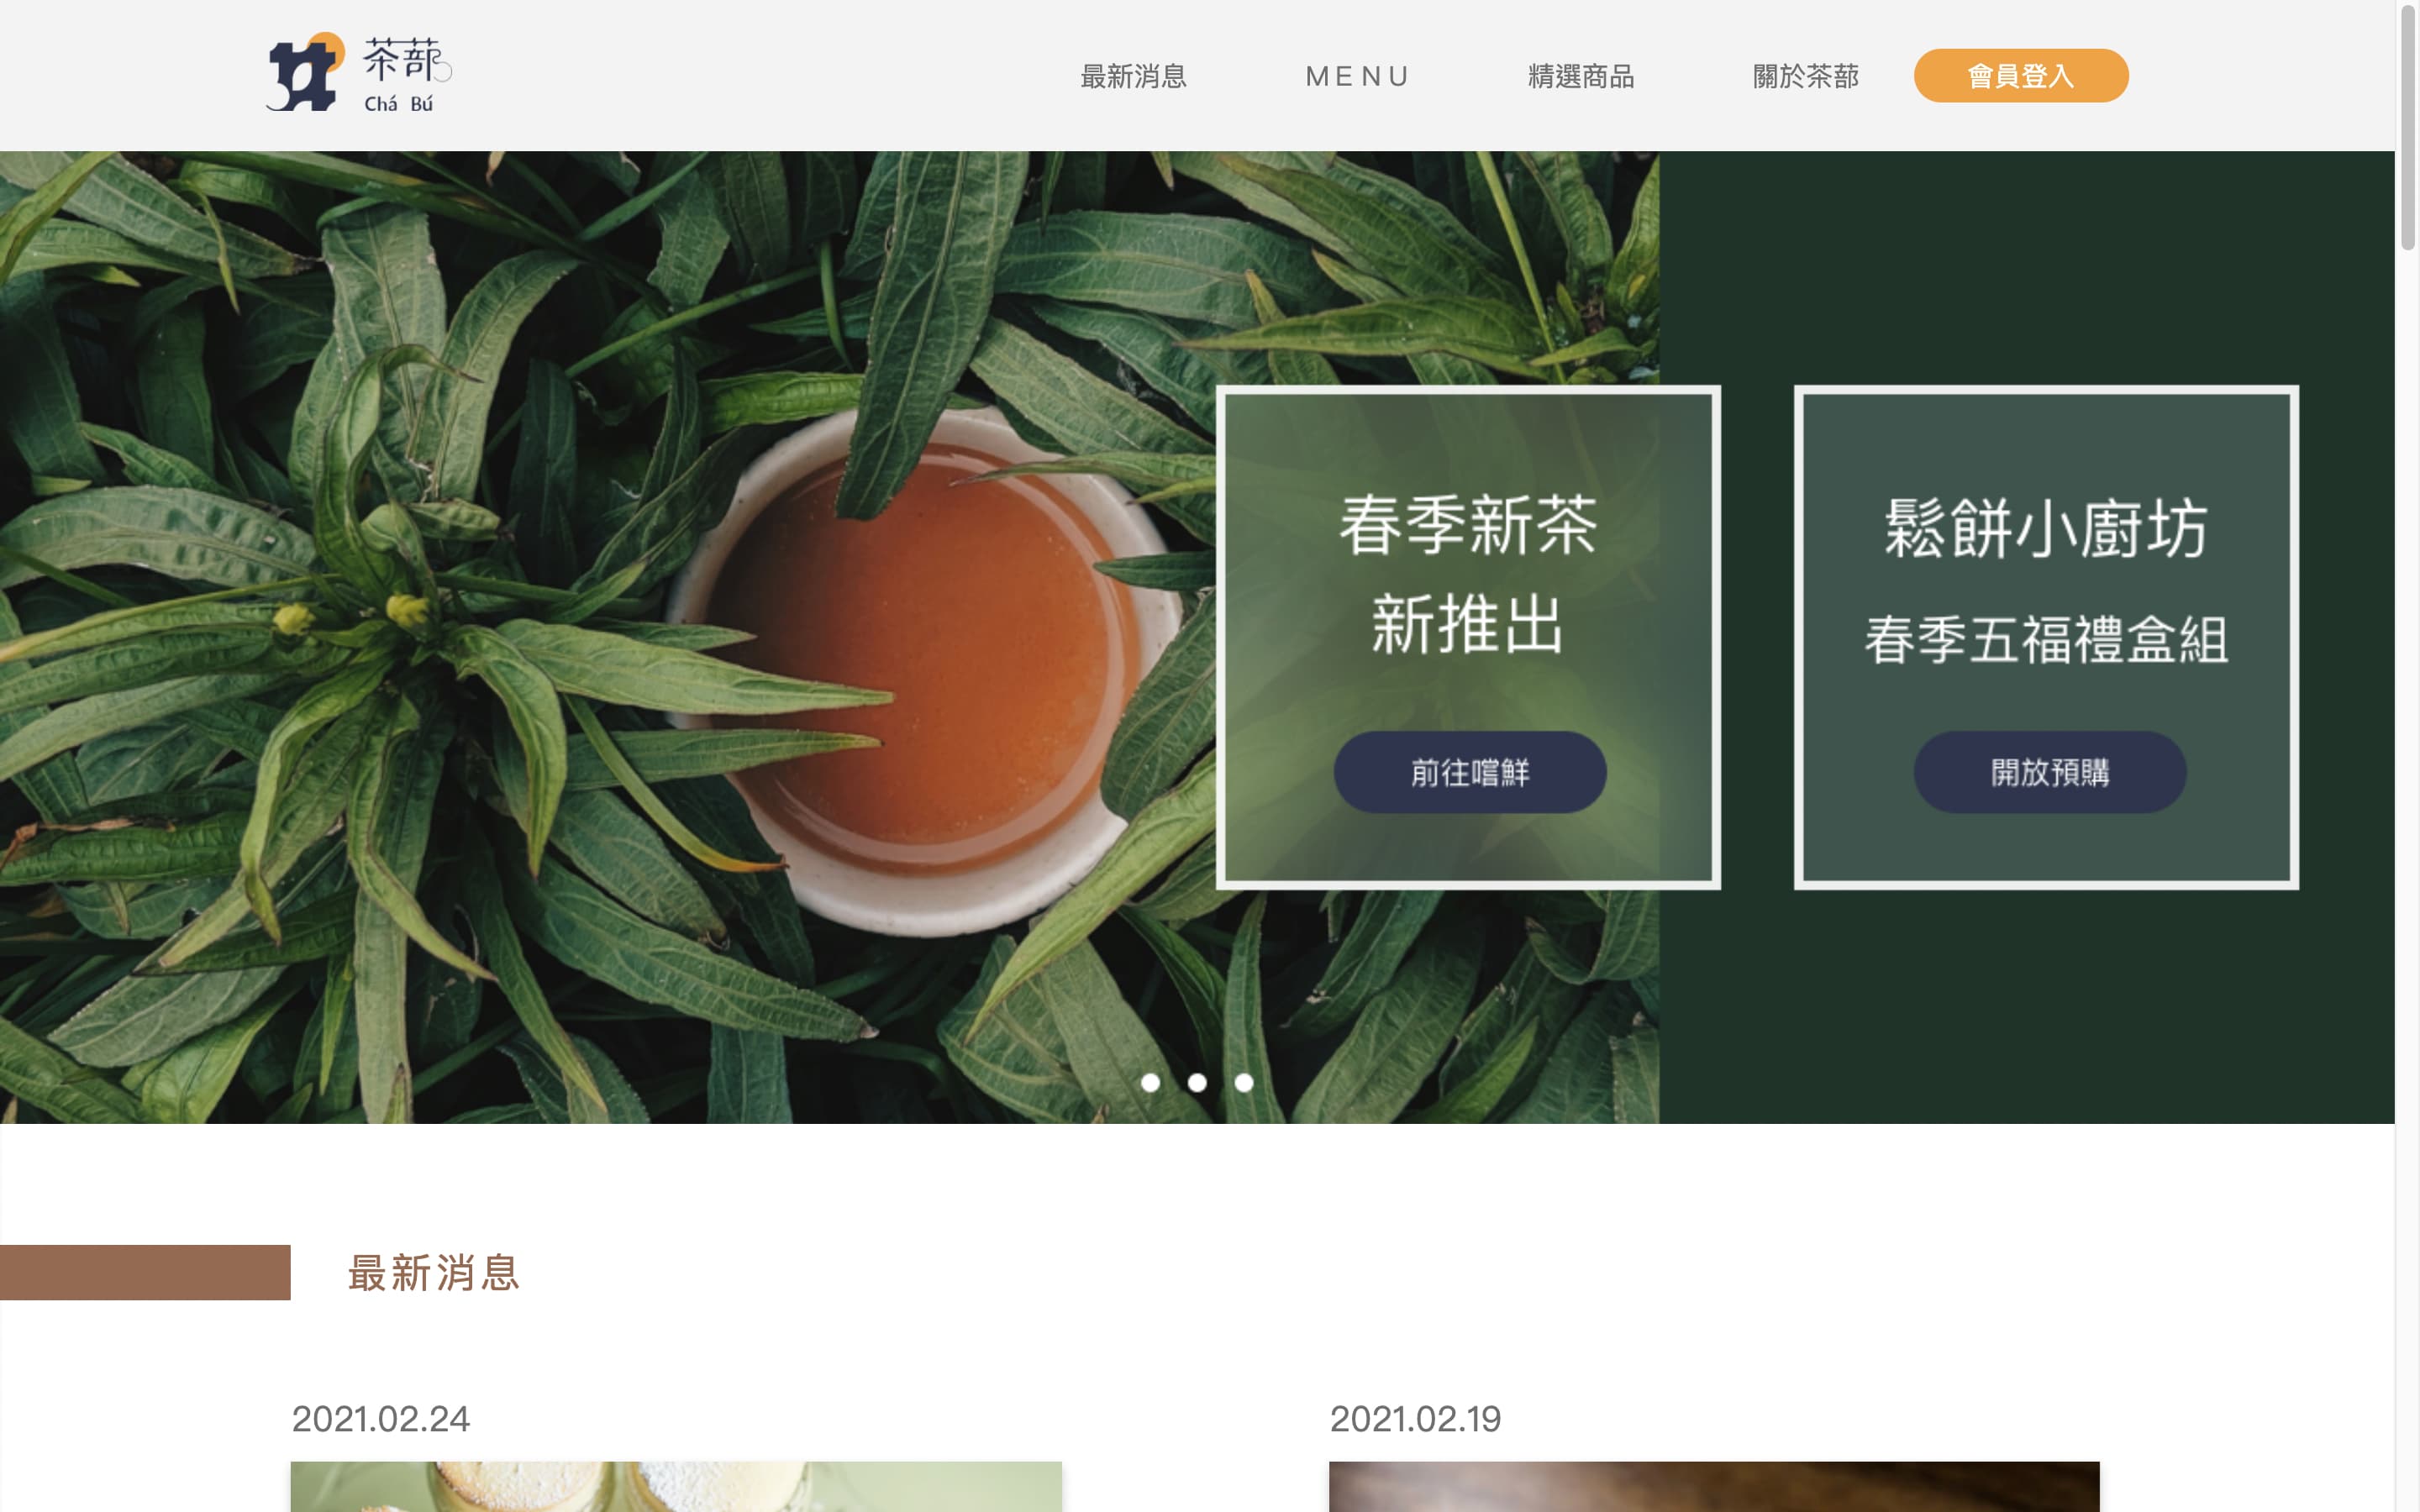 茶蔀
Chá Bú
最新消息
MENU
精選商品
關於茶蔀
會員登入
春季新茶
新推出
前往嚐鮮
鬆餅小廚坊
春季五福禮盒組
開放預購
最新消息
2021.02.24
2021.02.19